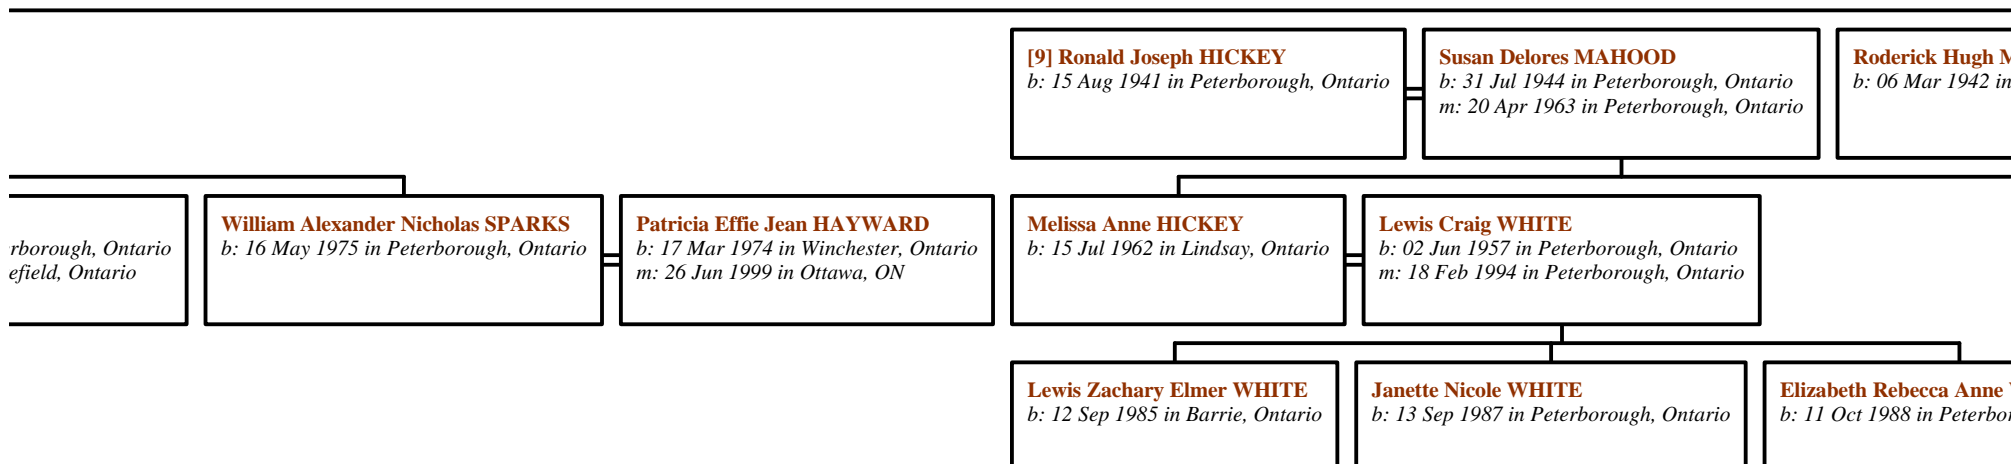 [9] Ronald Joseph HICKEY
b: 15 Aug 1941 in Peterborough, Ontario
Susan Delores MAHOOD
b: 31 Jul 1944 in Peterborough, Ontario
m: 20 Apr 1963 in Peterborough, Ontario
Roderick Hugh
b: 06 Mar 1942 in
rborough, Ontario
efield, Ontario
William Alexander Nicholas SPARKS
b: 16 May 1975 in Peterborough, Ontario
Patricia Effie Jean HAYWARD
b: 17 Mar 1974 in Winchester, Ontario
m: 26 Jun 1999 in Ottawa, ON
Melissa Anne HICKEY
b: 15 Jul 1962 in Lindsay, Ontario
Lewis Craig WHITE
b: 02 Jun 1957 in Peterborough, Ontario
m: 18 Feb 1994 in Peterborough, Ontario
Lewis Zachary Elmer WHITE
b: 12 Sep 1985 in Barrie, Ontario
Janette Nicole WHITE
b: 13 Sep 1987 in Peterborough, Ontario
Elizabeth Rebecca Anne
b: 11 Oct 1988 in Peterbor